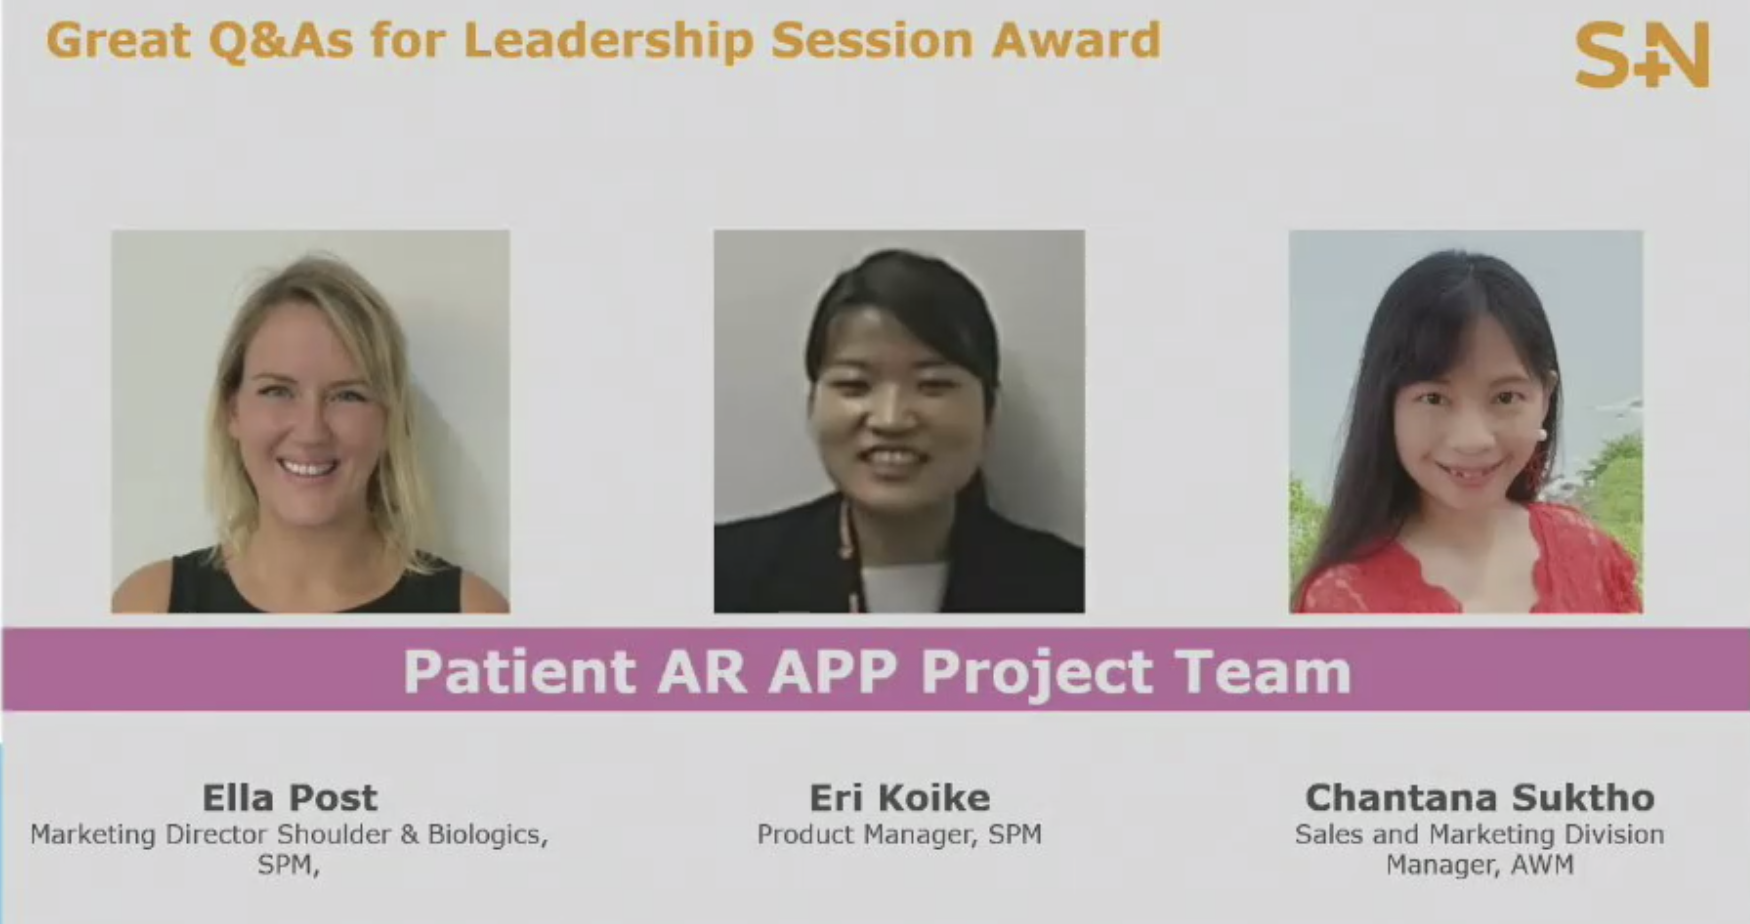 Great Q&As for Leadership Session Award
S+N
Patient AR APP Project Team
Ella Post
Marketing Director Shoulder & Biologics,
SPM,
Eri Koike
Product Manager, SPM
Chantana Suktho
Sales and Marketing Division
Manager, AWM